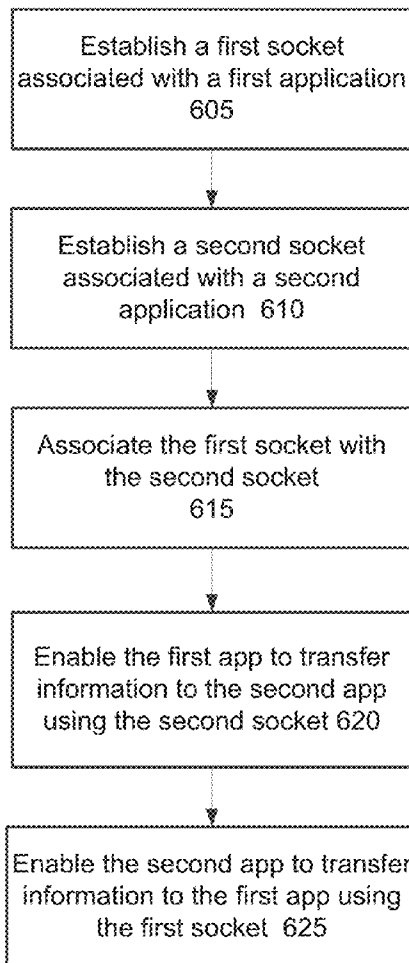 Establish a first socket
associated with a first application
605
Establish a second socket
associated with a second
application 610
Associate the first socket with
the second socket
615
Enable the first app to transfer
information to the second app
using the second socket 620
Enable the second app to transfer
information to the first app using
the first socket 625